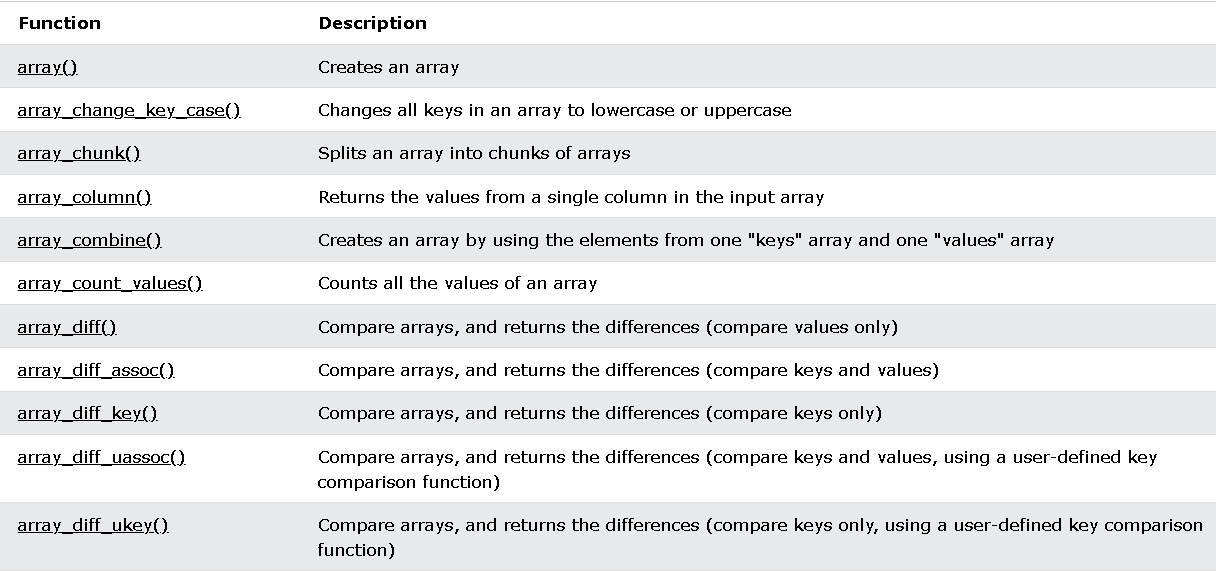 Function Description
array() Creates an array
array_change_key_case() Changes all keys in an array to lowercase or uppercase
array_chunk() Splits an array into chunks of arrays
array_column() Returns the values from a single column in the input array
array_combine() Creates an array by using the elements from one "keys" array and one "values" array
array_count_values() Counts all the values of an array
array_diff() Compare arrays, and returns the differences (compare values only)
array_diff_assoc() Compare arrays, and returns the differences (compare keys and values)
array_diff_key() Compare arrays, and returns the differences (compare keys only)
array_diff_uassoc() Compare arrays, and returns the differences (compare keys and values, using a user-defined key
comparison function)
array_diff_ukey() Compare arrays, and returns the differences (compare keys only, using a user-defined key comparison
function)